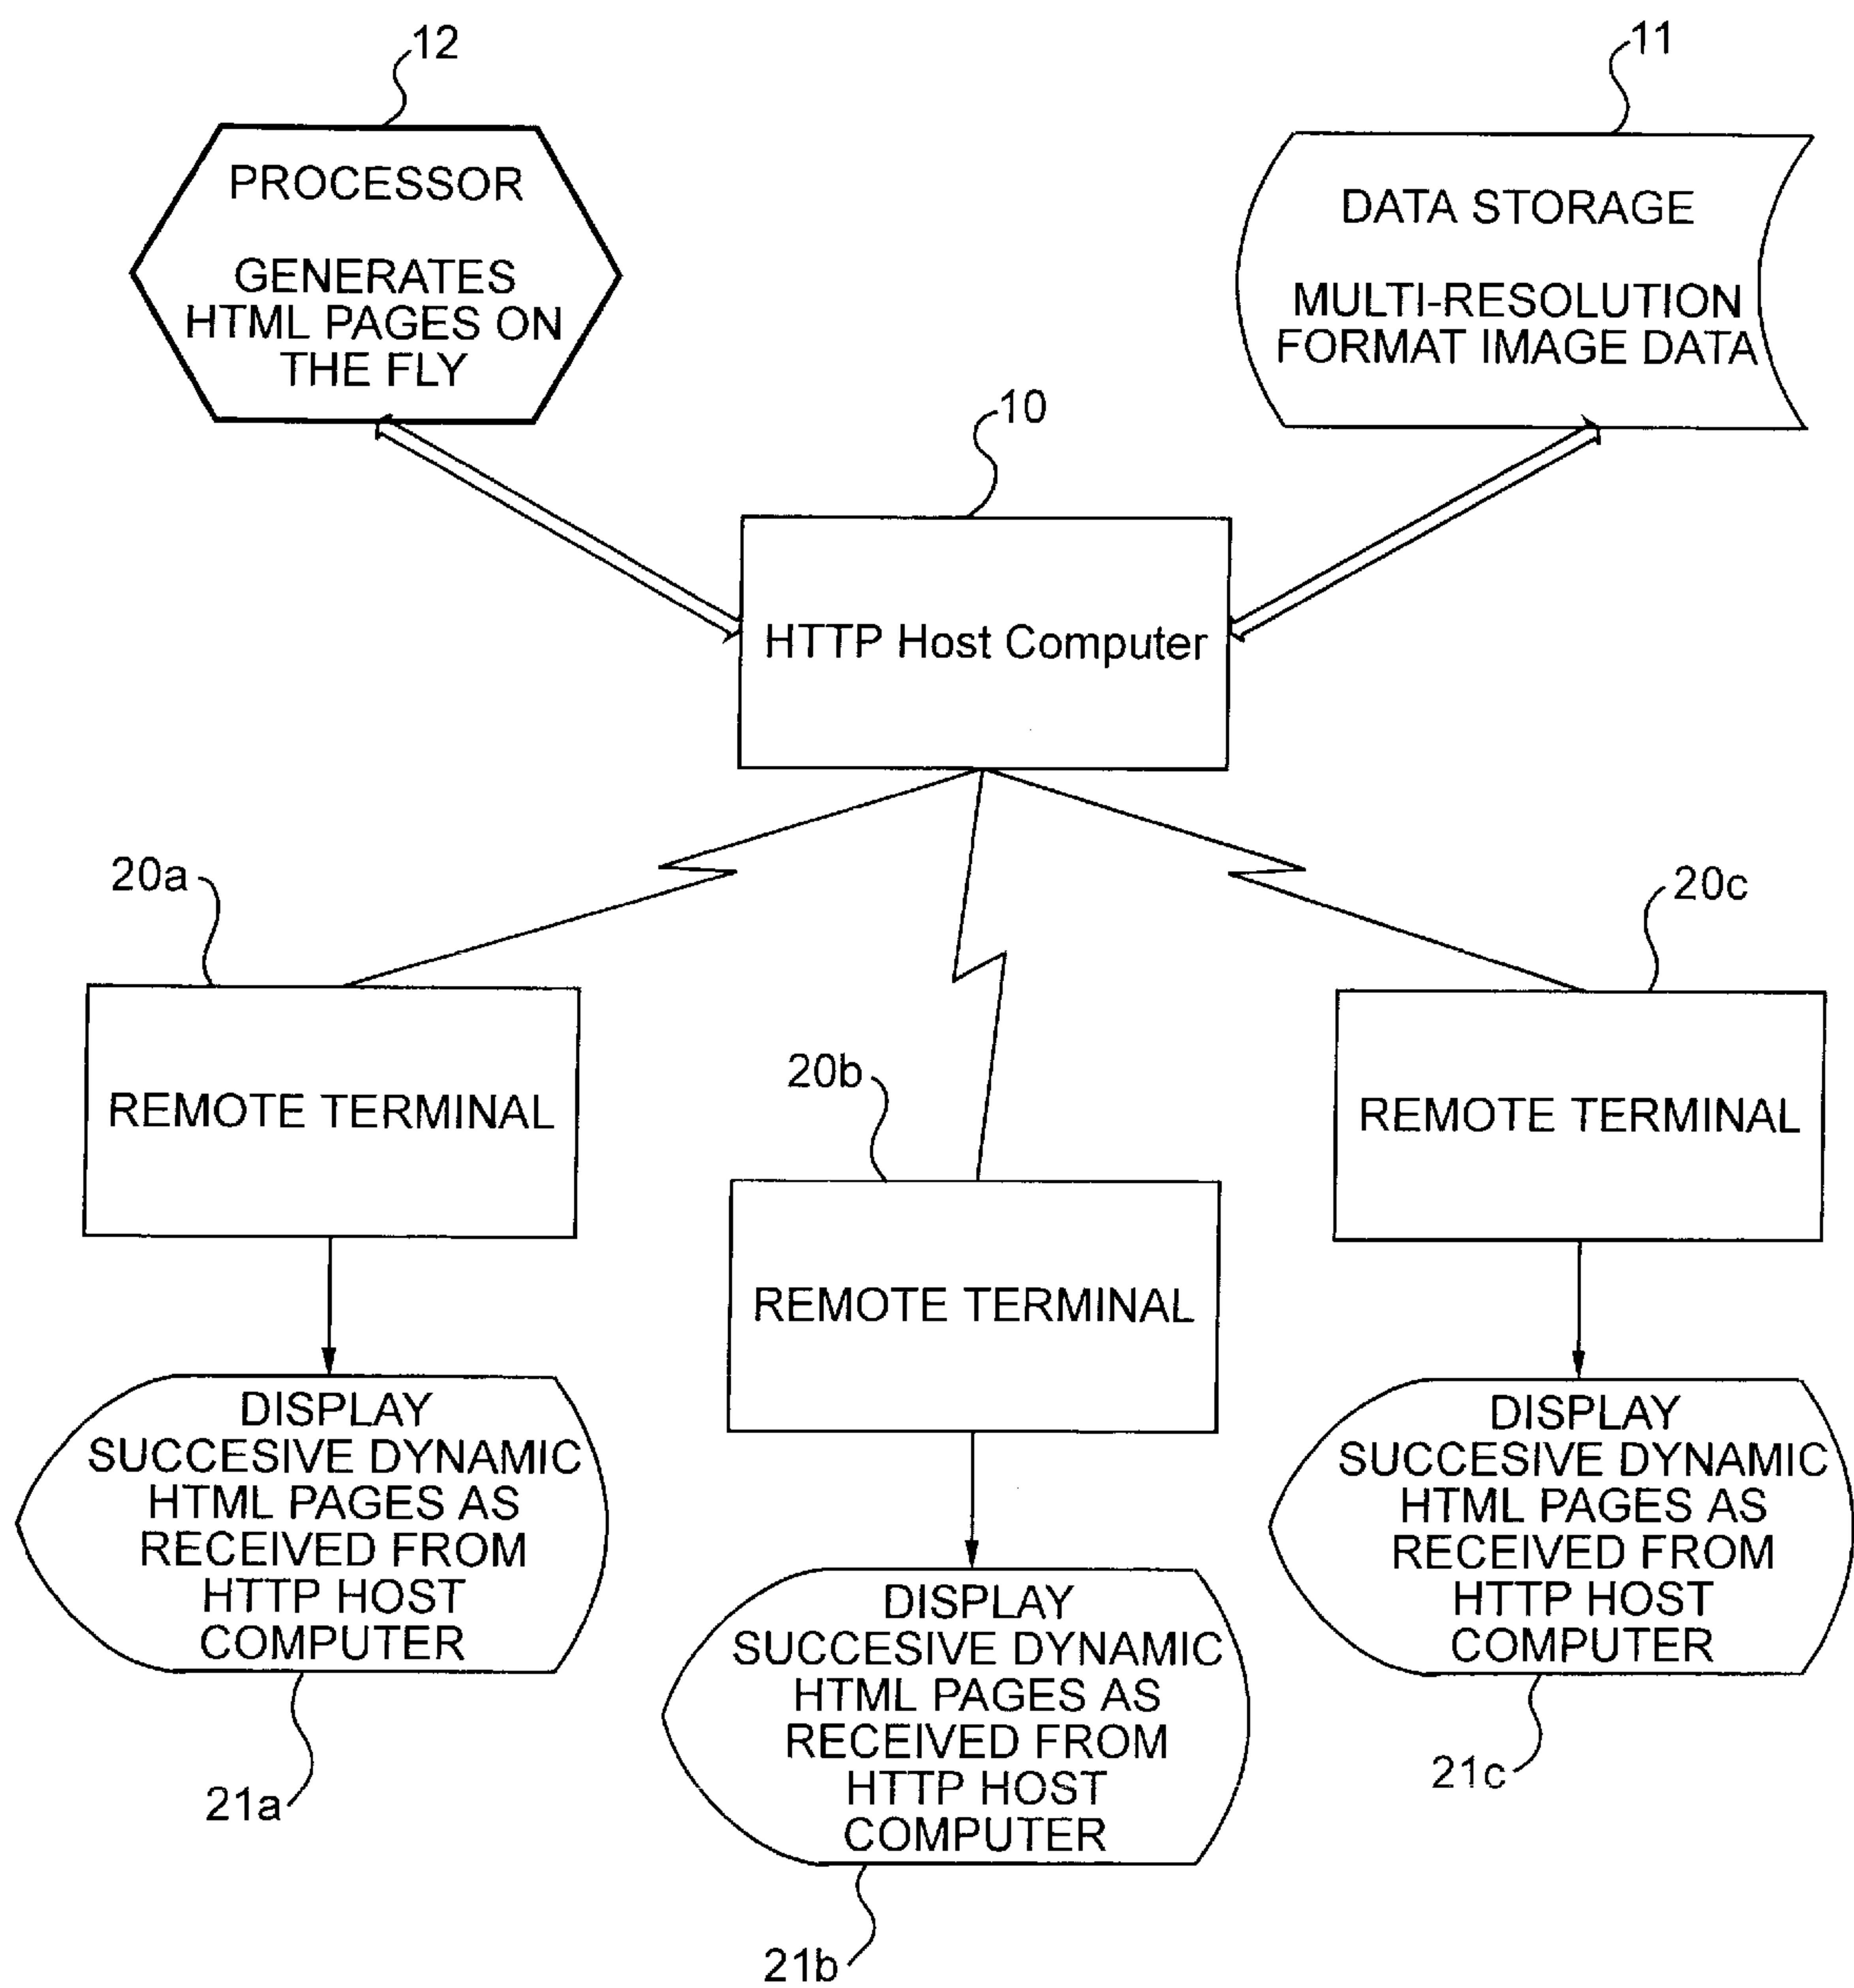 12
11
PROCESSOR
GENERATES
HTML PAGES ON
THE FLY
DATA STORAGE
MULTI-RESOLUTION
FORMAT IMAGE DATA
10
HTTP Host Computer
20a
20c
20b
REMOTE TERMINAL
REMOTE TERMINAL
REMOTE TERMINAL
DISPLAY
SUCCESIVE DYNAMIC
HTML PAGES AS
RECEIVED FROM
HTTP HOST
COMPUTER
DISPLAY
SUCCESIVE DYNAMIC
HTML PAGES AS
RECEIVED FROM
HTTP HOST
COMPUTER
DISPLAY
SUCCESIVE DYNAMIC
HTML PAGES AS
RECEIVED FROM
HTTP HOST
COMPUTER
21a
21b
21c